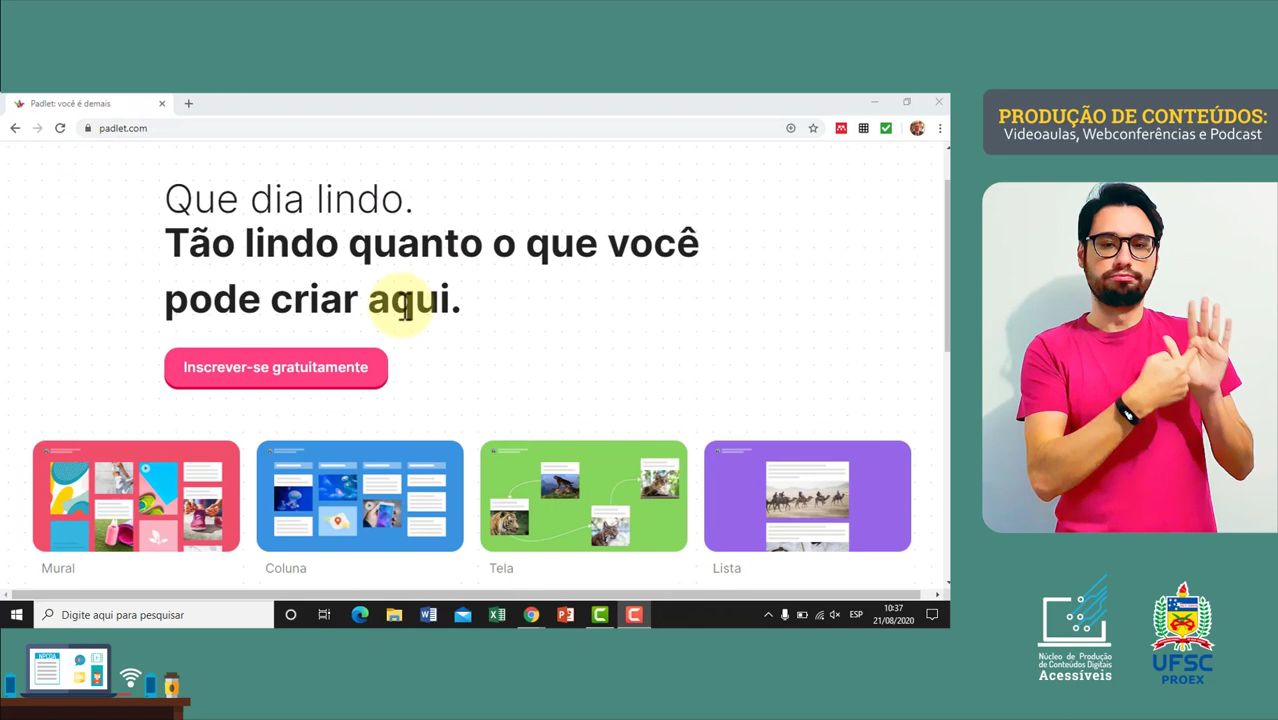 Padlet: você é demais
padlet.com
Que dia lindo.
Tão lindo quanto o que você
pode criar aqui.
Inscrever-se gratuitamente
Mural
Coluna
Tela
Lista
Digite aqui para pesquisar
ESP
10:37
21/08/2020
PRODUÇÃO DE CONTEÚDOS:
Videoaulas, Webconferências e Podcast
NPCDA
Núcleo de Produção
de Conteúdos Digitais
Acessíveis
UFSC
PROEX